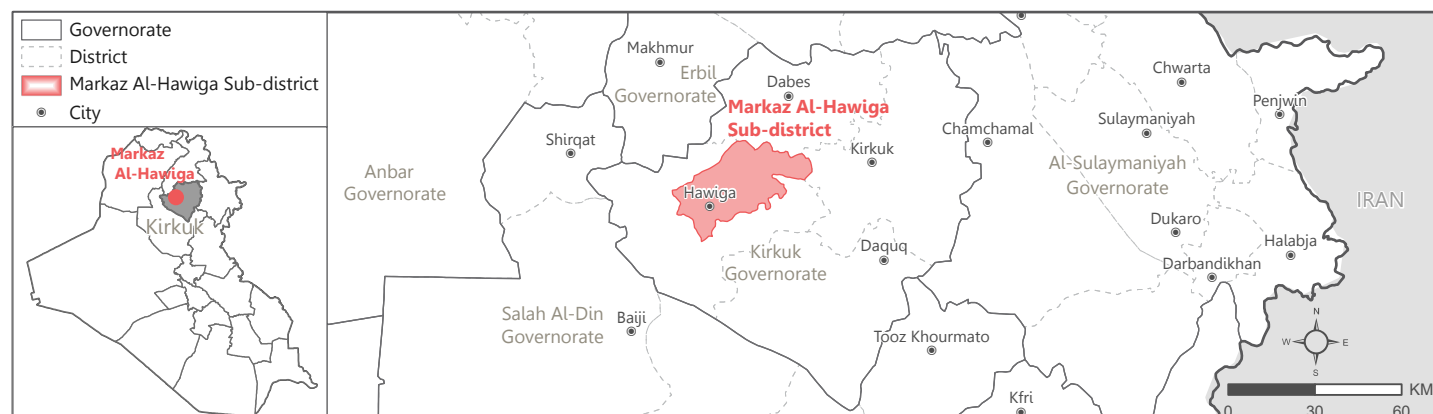 Governorate
District
Markaz Al-Hawiga Sub-district
City
Markaz
Al-Hawiga
Kirkuk
Makhmur
Erbil
Governorate
Dabes
Markaz Al-Hawiga
Sub-district
Shirqat
Kirkuk
Chamchamal
Chwarta
Penjwin
Sulaymaniyah
Al-Sulaymaniyah
Governorate
Anbar
Governorate
Hawiga
IRAN
Dukaro
Halabja
Darbandikhan
Kirkuk
Governorate
Daquq
Salah Al-Din
Governorate
Baiji
Tooz Khourmato
Kfri
N
W
E
S
KM
0
30
60